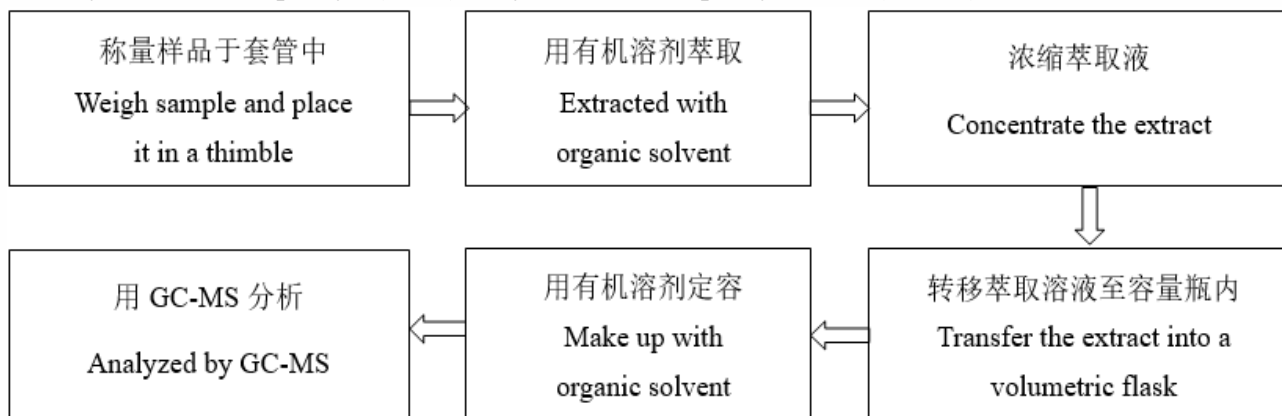 称量样品于套管中
Weigh sample and place
it in a thimble
用有机溶剂萃取
Extracted with
organic solvent
浓缩萃取液
Concentrate the extract
转移萃取溶液至容量瓶内
Transfer the extract into a
volumetric flask
用有机溶剂定容
Make up with
organic solvent
用 GC-MS 分析
Analyzed by GC-MS